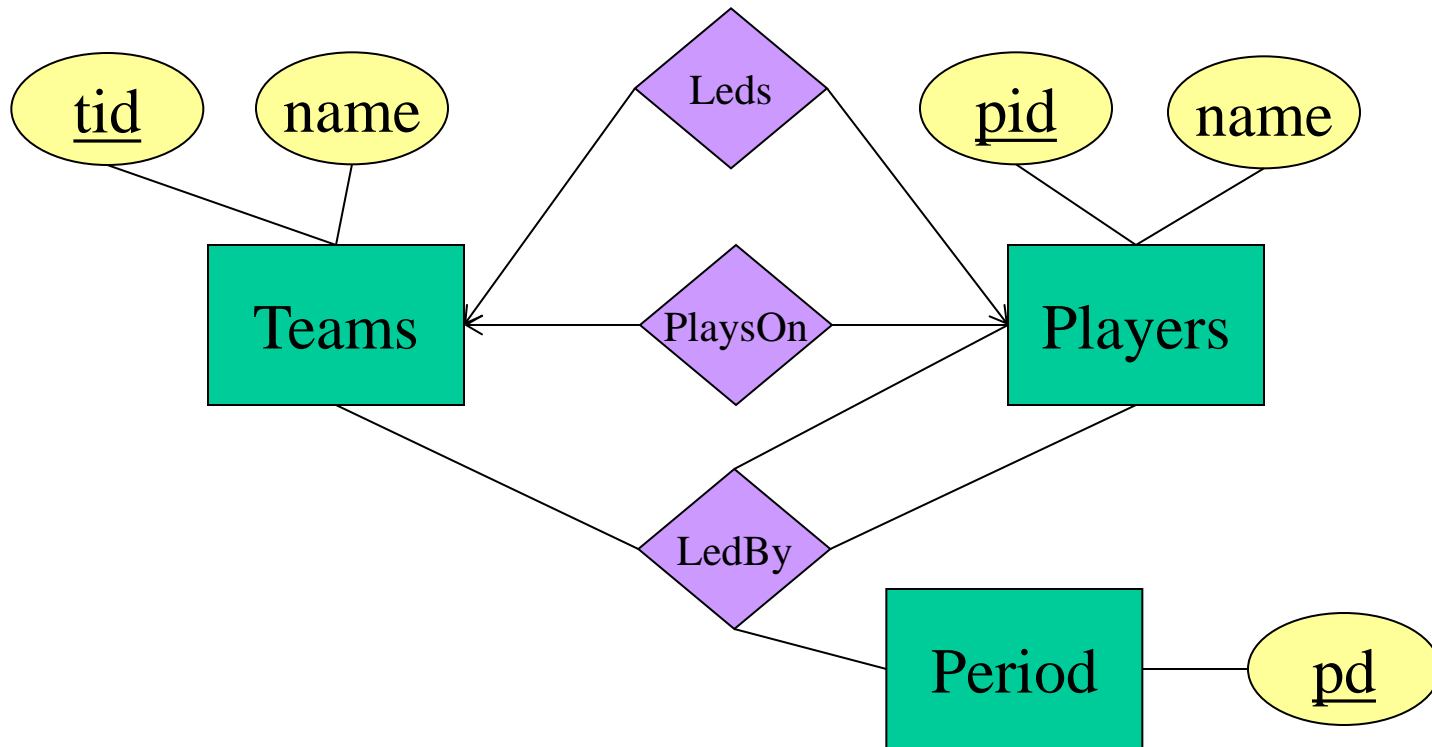 Leds
tid
name
pid
name
Teams
PlaysOn
Players
LedBy
Period
pd